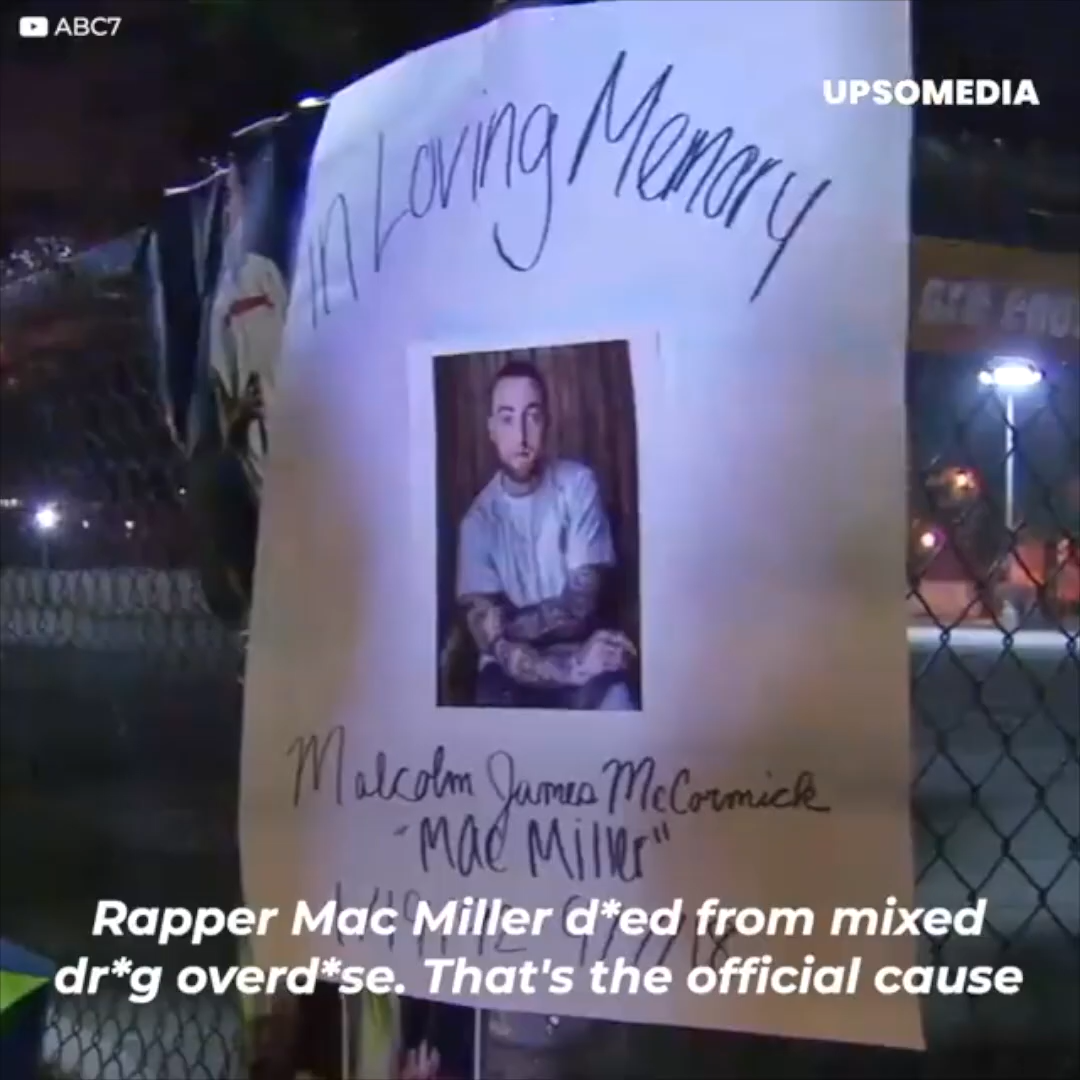 ABC7
UPSOMEDIA
In Loving Memory
Malcolm James McCormick
"Mac Miller"
Rapper Mac Miller d*ed from mixed
dr*g overd*se. That's the official cause